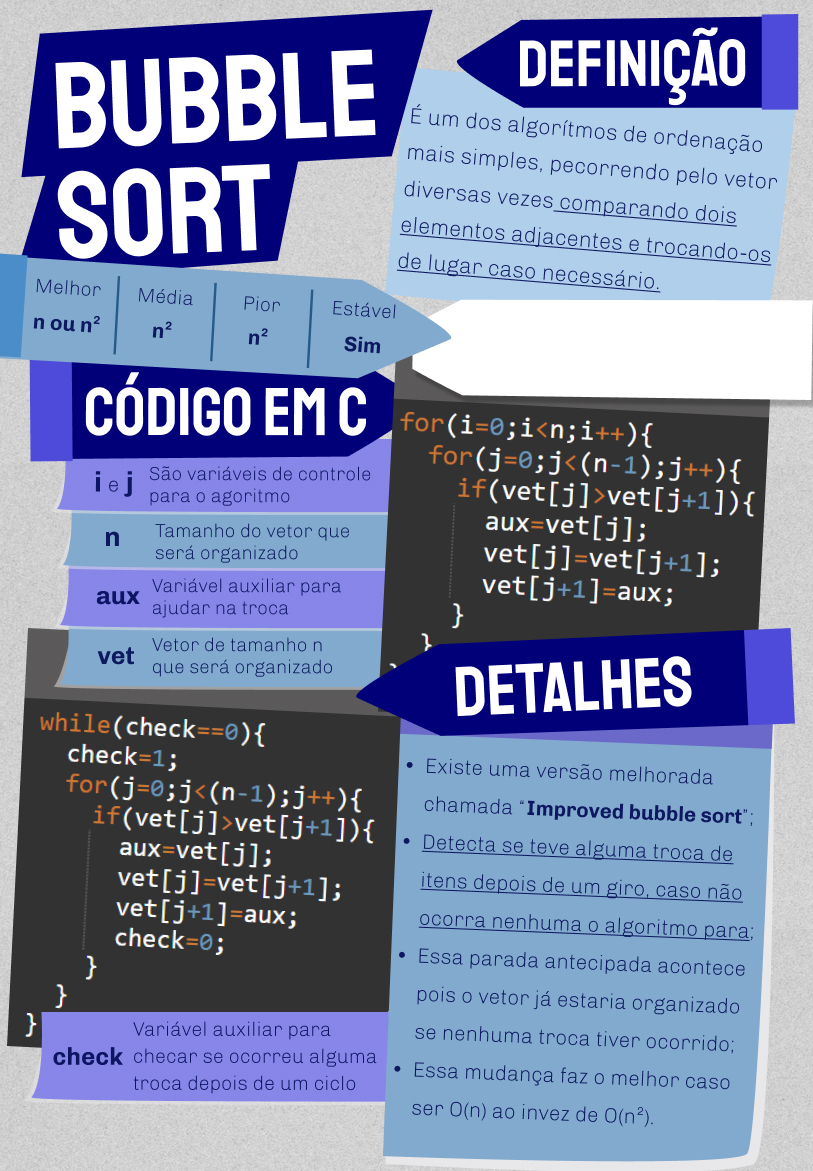 BUBBLE
SORT
DEFINIÇÃO
É um dos algorítmos de ordenação
mais simples, pecorrendo pelo vetor
diversas vezes comparando dois
elementos adjacentes e trocando-os
de lugar caso necessário.
Melhor
n ou n²
Média
n²
Pior
n²
Estável
Sim
CÓDIGO EM C
i e j
São variáveis de controle
para o agoritmo
n
Tamanho do vetor que
será organizado
aux
Variável auxiliar para
ajudar na troca
vet
Vetor de tamanho n
que será organizado
for(i=0;i<n;i++){
for(j=0;j<(n-1);j++){
if(vet[j]>vet[j+1]){
aux=vet[j];
vet[j]=vet[j+1];
vet[j+1]=aux;
}
}
}
while(check==0){
check=1;
for(j=0;j<(n-1);j++){
if(vet[j]>vet[j+1]){
aux=vet[j];
vet[j]=vet[j+1];
vet[j+1]=aux;
check=0;
}
}
}
check
Variável auxiliar para
checar se ocorreu alguma
troca depois de um ciclo
DETALHES
• Existe uma versão melhorada
chamada “Improved bubble sort”;
• Detecta se teve alguma troca de
itens depois de um giro, caso não
ocorra nenhuma o algoritmo para;
• Essa parada antecipada acontece
pois o vetor já estaria organizado
se nenhuma troca tiver ocorrido;
• Essa mudança faz o melhor caso
ser O(n) ao invez de O(n²).